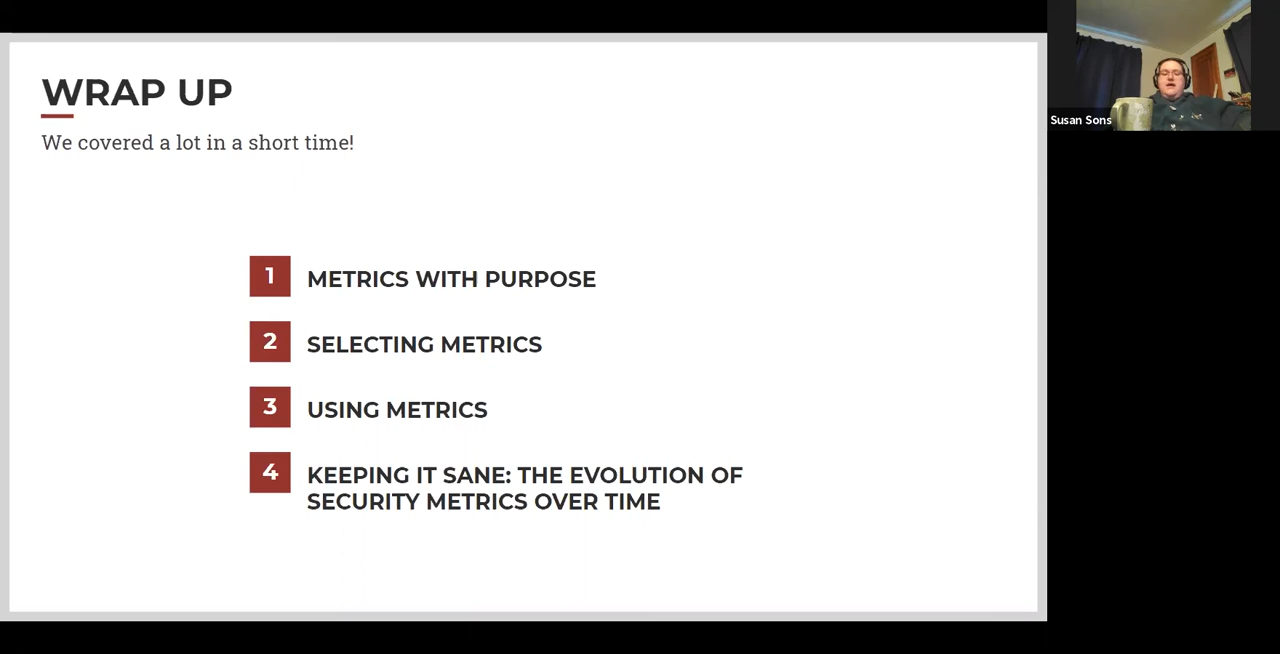 WRAP UP
We covered a lot in a short time!
1 METRICS WITH PURPOSE
2 SELECTING METRICS
3 USING METRICS
4 KEEPING IT SANE: THE EVOLUTION OF
SECURITY METRICS OVER TIME
Susan Sons